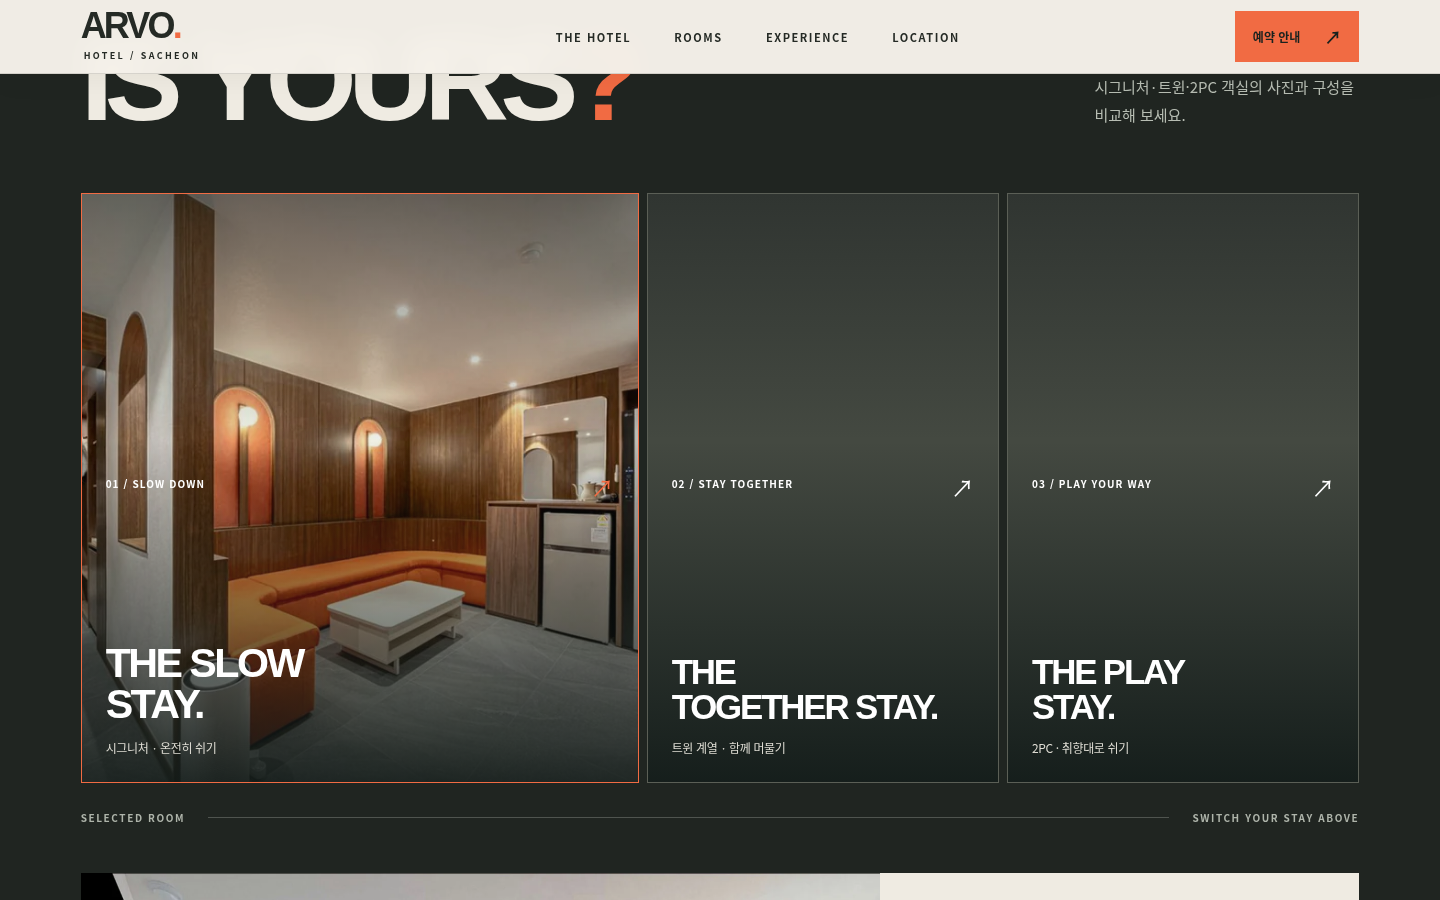 ARVO.
HOTEL / SACHEON
THE HOTEL
ROOMS
EXPERIENCE
LOCATION
예약 안내 ↗
IS YOURS?
시그니처·트윈·2PC 객실의 사진과 구성을
비교해 보세요.
01 / SLOW DOWN ↗
THE SLOW
STAY.
시그니처 · 온전히 쉬기
02 / STAY TOGETHER ↗
THE
TOGETHER STAY.
트윈 계열 · 함께 머물기
03 / PLAY YOUR WAY ↗
THE PLAY
STAY.
2PC · 취향대로 쉬기
SELECTED ROOM
SWITCH YOUR STAY ABOVE